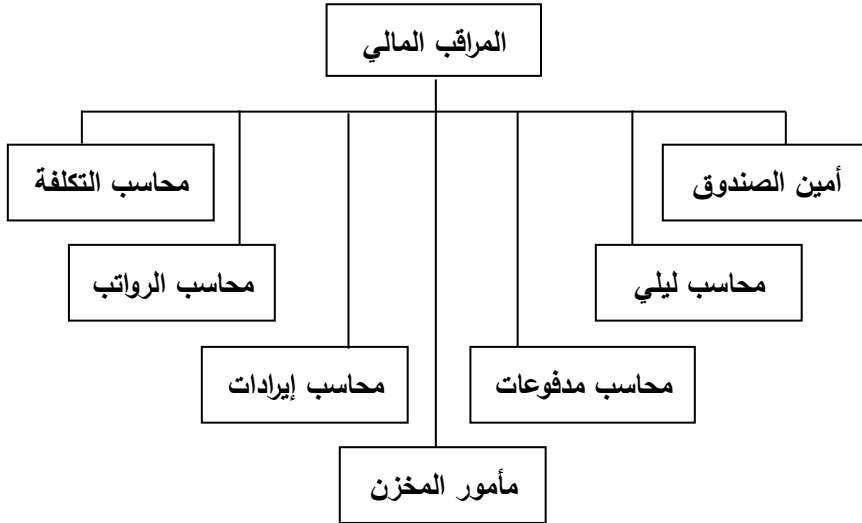 المراقب المالي
أمين الصندوق
محاسب التكلفة
محاسب ليلي
محاسب الرواتب
محاسب مدفوعات
محاسب إيرادات
مأمور المخزن